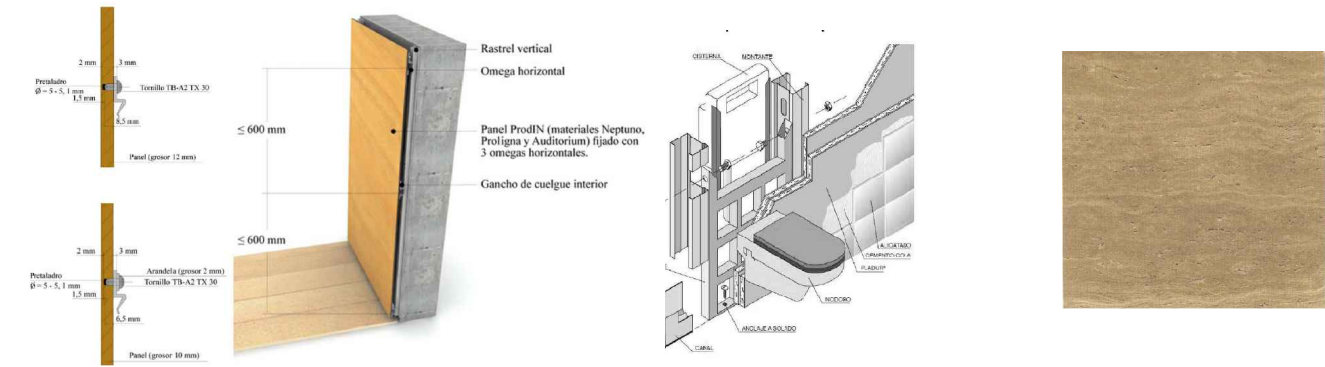 2 mm
3 mm
Pretaladro
Ø = 5 - 5, 1 mm
Tornillo TB-A2 TX 30
1,5 mm
8,5 mm
Panel (grosor 12 mm)
2 mm
3 mm
Arandela (grosor 2 mm)
Pretaladro
Ø = 5 - 5, 1 mm
Tornillo TB-A2 TX 30
1,5 mm
6,5 mm
Panel (grosor 10 mm)
Rastrel vertical
Omega horizontal
≤ 600 mm
Panel ProdIN (materiales Neptuno,
Prolígna y Auditorium) fijado con
3 omegas horizontales.
Gancho de cuelgue interior
≤ 600 mm
CISTERNA
MONTANTE
ALICATADO
CEMENTO COLA
PLADUR®
INODORO
ANCLAJE A SOLADO
CANAL